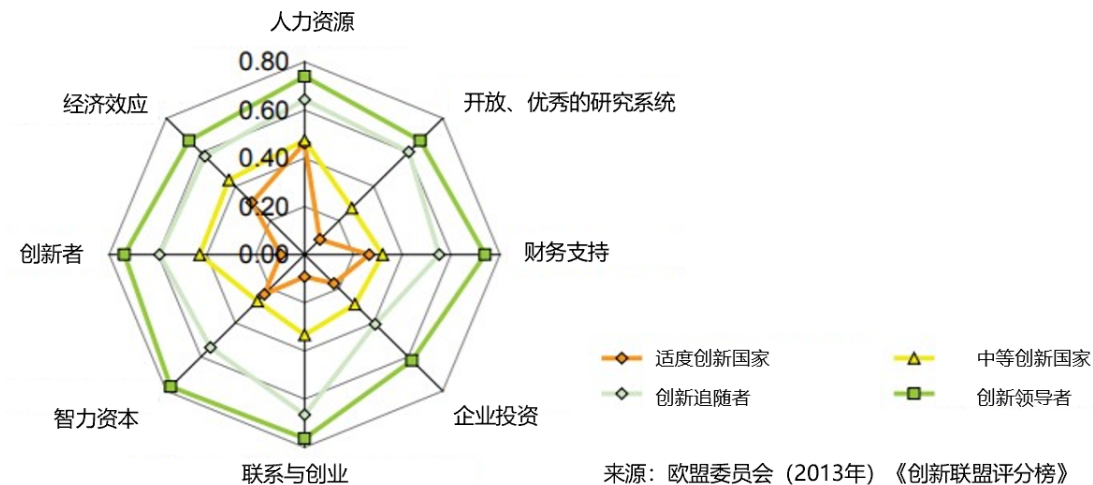 人力资源
0.80
经济效应
开放、优秀的研究系统
0.60
0.40
0.20
创新者
0.00
财务支持
适度创新国家
中等创新国家
创新追随者
创新领导者
智力资本
企业投资
联系与创业
来源：欧盟委员会（2013年）《创新联盟评分榜》